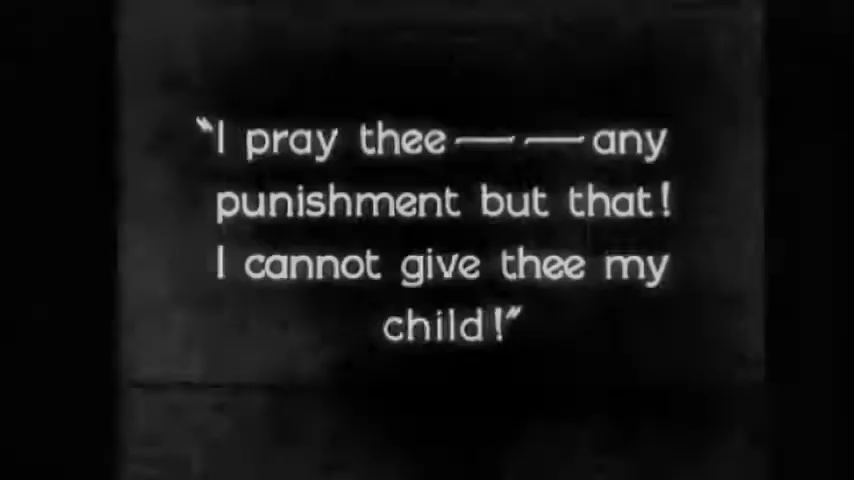 "I pray thee — — any
punishment but that!
I cannot give thee my
child!"